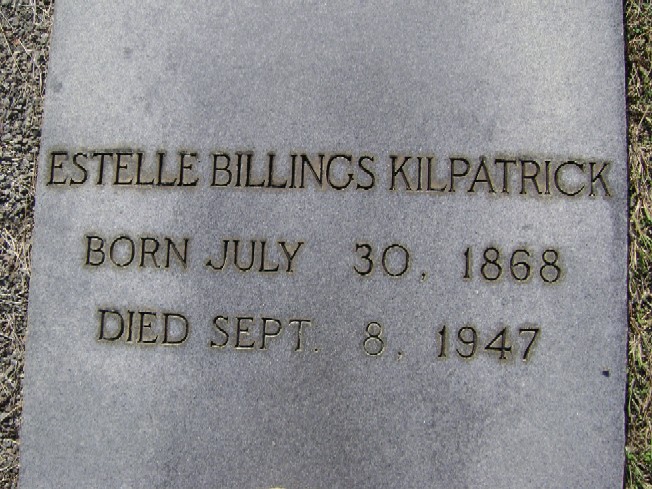 ESTELLE BILLINGS KILPATRICK
BORN JULY 30, 1868
DIED SEPT. 8, 1947